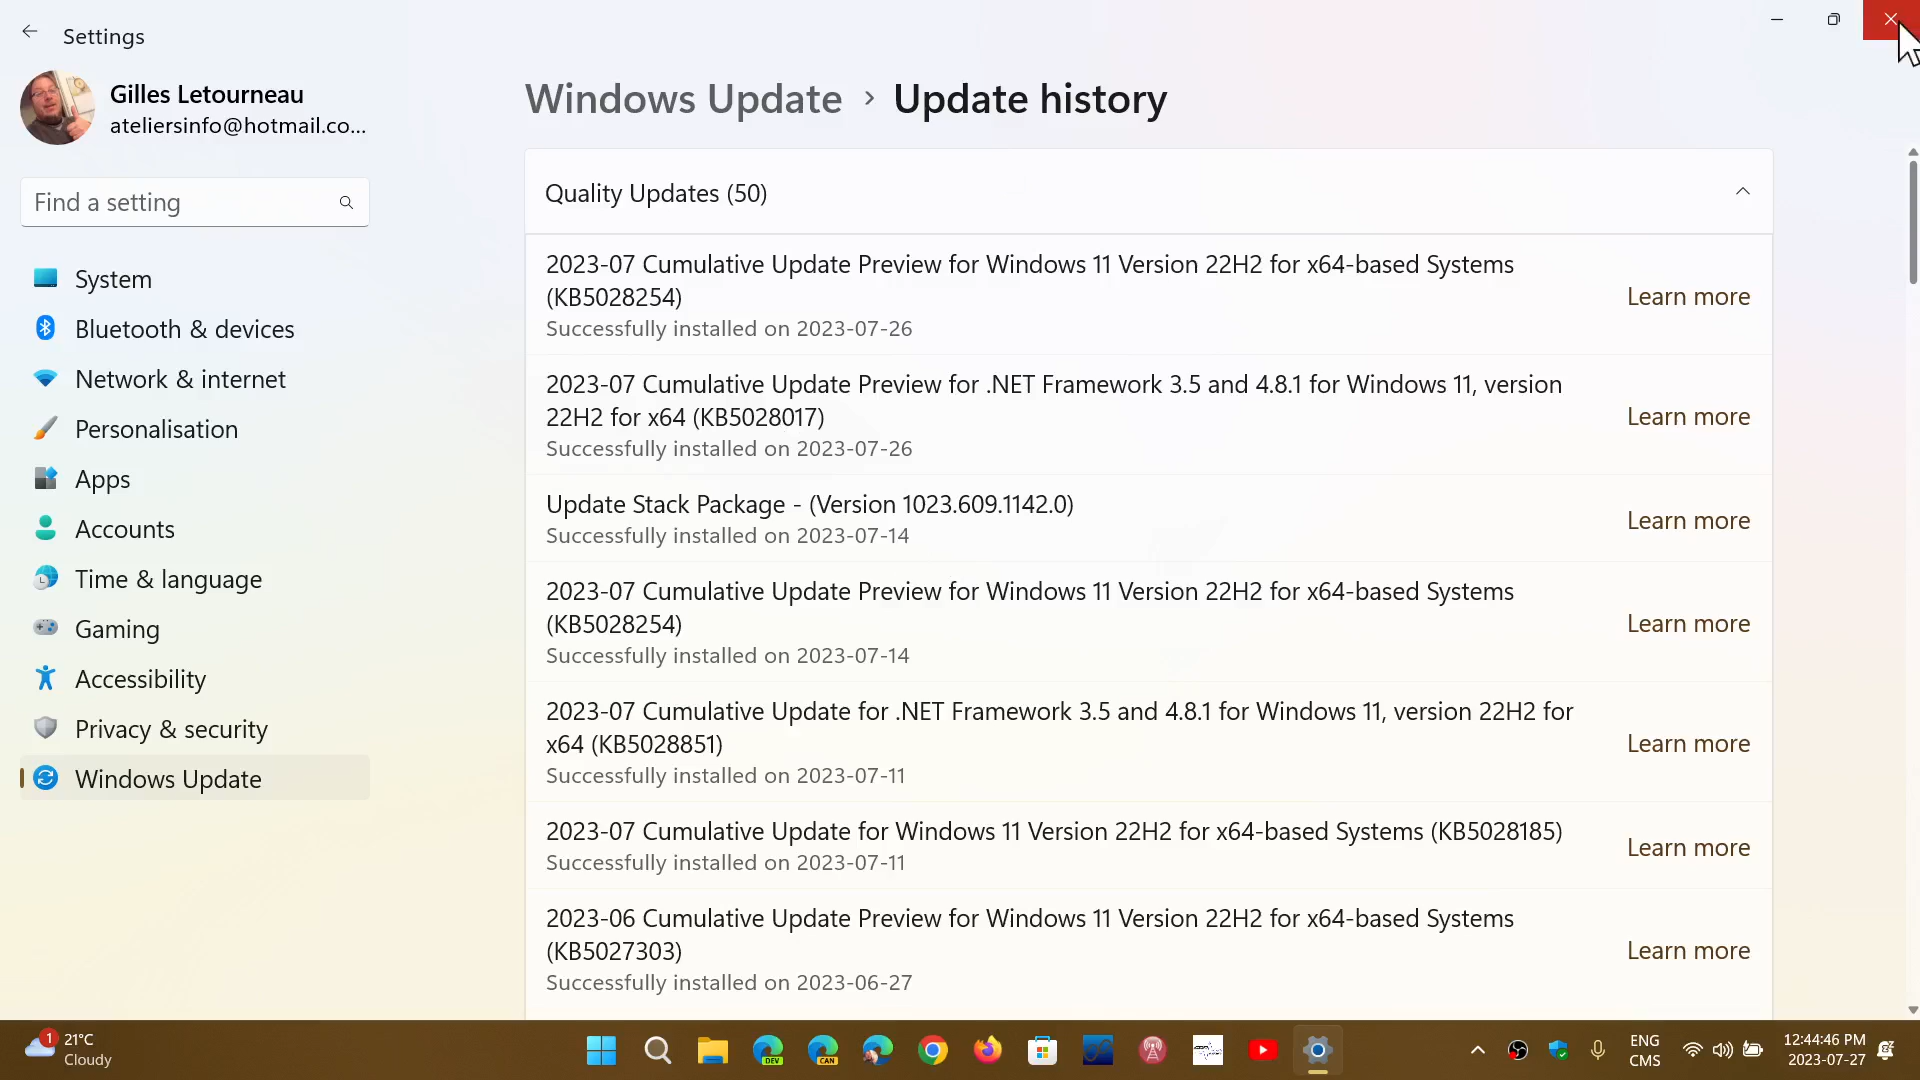 Settings
Gilles Letourneau
ateliersinfo@hotmail.co...
Find a setting
System
Bluetooth & devices
Network & internet
Personalisation
Apps
Accounts
Time & language
Gaming
Accessibility
Privacy & security
Windows Update
Windows Update > Update history
Quality Updates (50)
2023-07 Cumulative Update Preview for Windows 11 Version 22H2 for x64-based Systems
(KB5028254)
Successfully installed on 2023-07-26
Learn more
2023-07 Cumulative Update Preview for .NET Framework 3.5 and 4.8.1 for Windows 11, version
22H2 for x64 (KB5028017)
Successfully installed on 2023-07-26
Learn more
Update Stack Package - (Version 1023.609.1142.0)
Successfully installed on 2023-07-14
Learn more
2023-07 Cumulative Update Preview for Windows 11 Version 22H2 for x64-based Systems
(KB5028254)
Successfully installed on 2023-07-14
Learn more
2023-07 Cumulative Update for .NET Framework 3.5 and 4.8.1 for Windows 11, version 22H2 for
x64 (KB5028851)
Successfully installed on 2023-07-11
Learn more
2023-07 Cumulative Update for Windows 11 Version 22H2 for x64-based Systems (KB5028185)
Successfully installed on 2023-07-11
Learn more
2023-06 Cumulative Update Preview for Windows 11 Version 22H2 for x64-based Systems
(KB5027303)
Successfully installed on 2023-06-27
Learn more
1
21°C
Cloudy
DEV
CAN
ENG
CMS
12:44:46 PM
2023-07-27